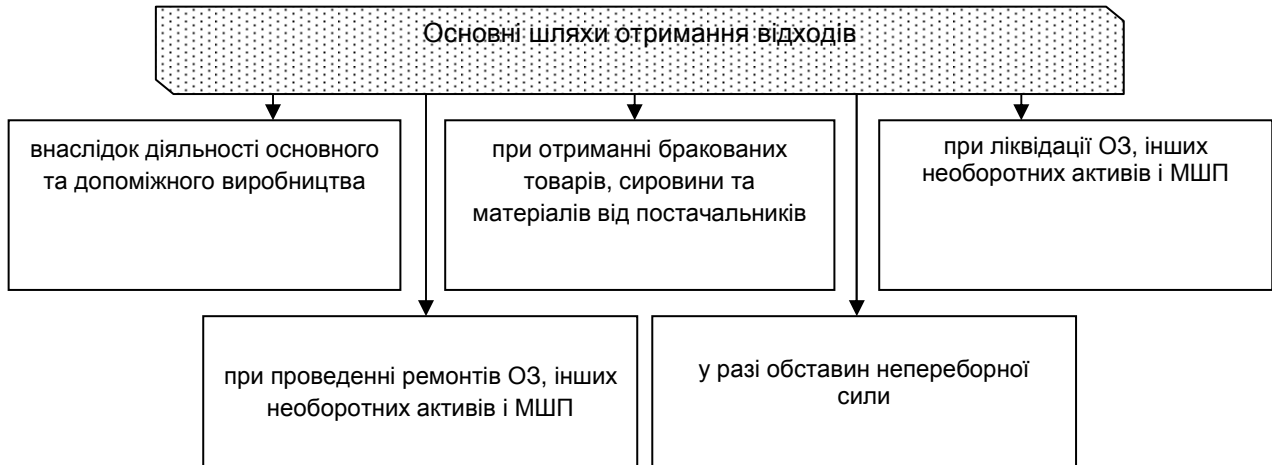 Основні шляхи отримання відходів
внаслідок діяльності основного
та допоміжного виробництва
при отриманні бракованих
товарів, сировини та
матеріалів від постачальників
при ліквідації ОЗ, інших
необоротних активів і МШП
при проведенні ремонтів ОЗ, інших
необоротних активів і МШП
у разі обставин непереборної
сили